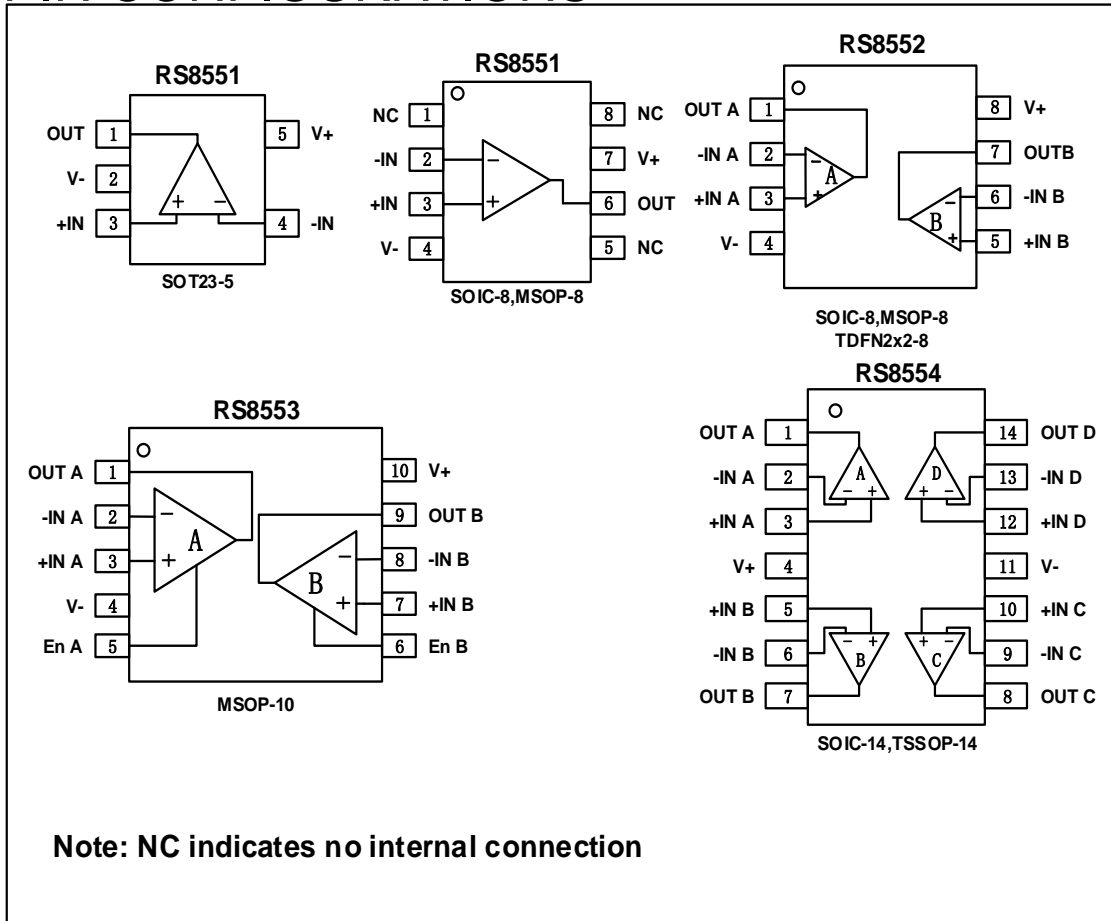 PIN CONFIGURATIONS
RS8551
OUT 1
V- 2
+IN 3
5 V+
4 -IN
+ −
SOT23-5
RS8551
NC 1
-IN 2
+IN 3
V- 4
8 NC
7 V+
6 OUT
5 NC
−
+
SOIC-8,MSOP-8
RS8552
OUT A 1
-IN A 2
+IN A 3
V- 4
8 V+
7 OUTB
6 -IN B
5 +IN B
−
A
+
−
B
+
SOIC-8,MSOP-8
TDFN2x2-8
RS8553
OUT A 1
-IN A 2
+IN A 3
V- 4
En A 5
10 V+
9 OUT B
8 -IN B
7 +IN B
6 En B
−
A
+
−
B
+
MSOP-10
RS8554
OUT A 1
-IN A 2
+IN A 3
V+ 4
+IN B 5
-IN B 6
OUT B 7
14 OUT D
13 -IN D
12 +IN D
11 V-
10 +IN C
9 -IN C
8 OUT C
A
− +
D
+ −
− +
B
+ −
C
SOIC-14,TSSOP-14
Note: NC indicates no internal connection